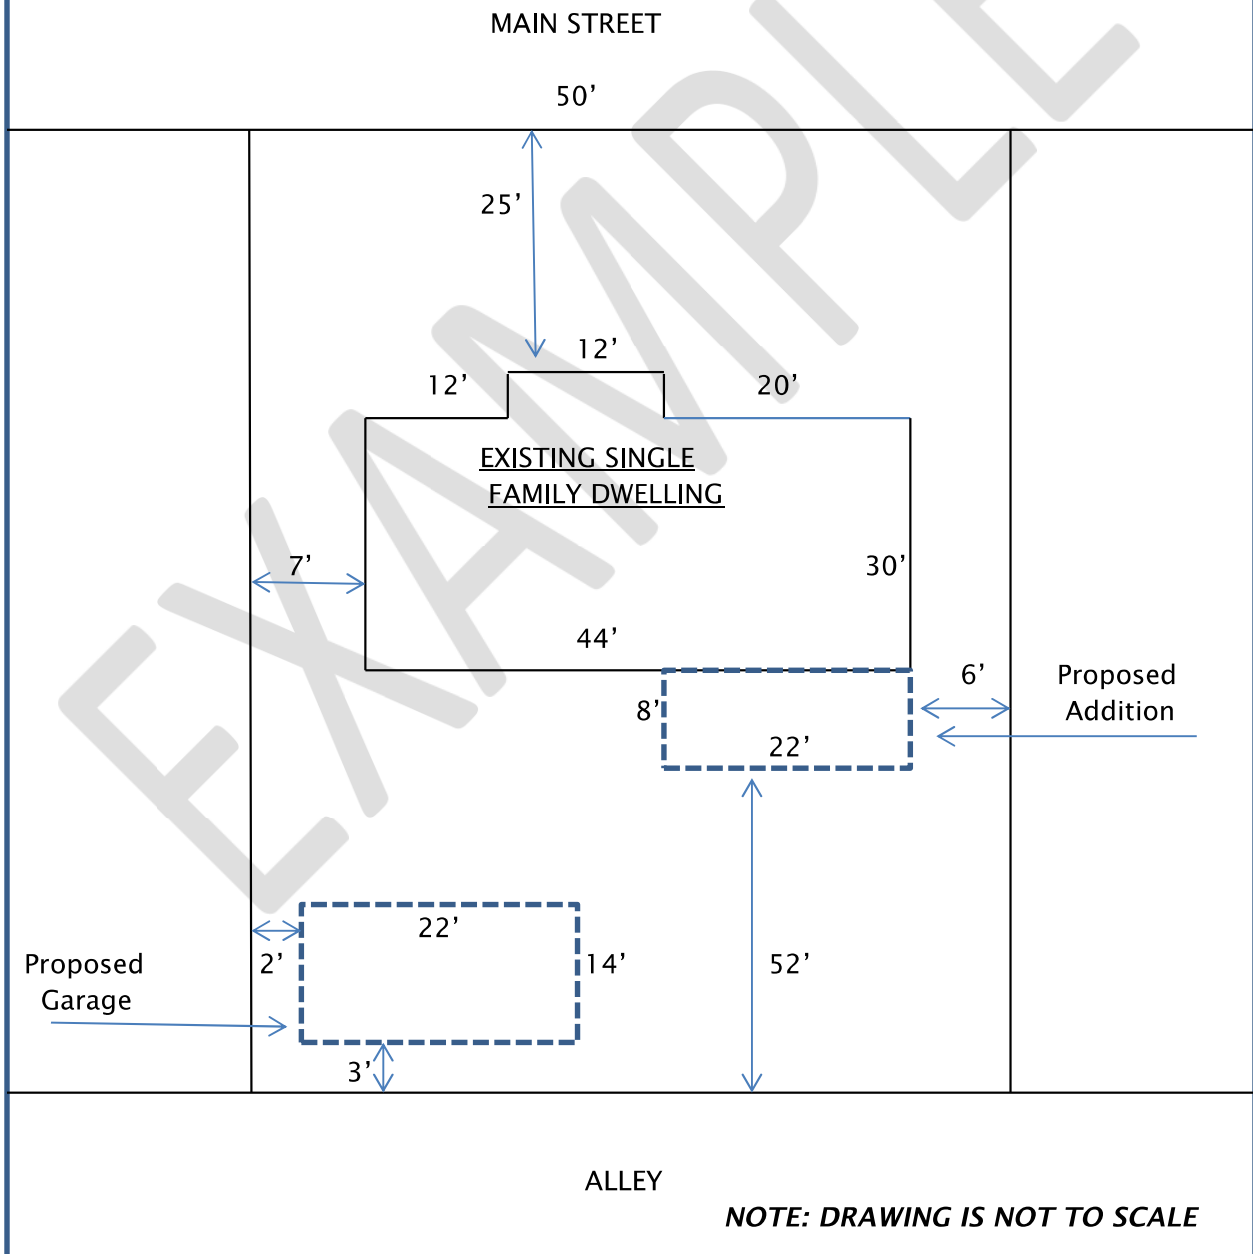 MAIN STREET
50’
25’
12’
12’
20’
EXISTING SINGLE
FAMILY DWELLING
7’
30’
44’
6’
Proposed
Addition
8’
22’
22’
2’
14’
52’
Proposed
Garage
3’
ALLEY
NOTE: DRAWING IS NOT TO SCALE
EXAMPLE